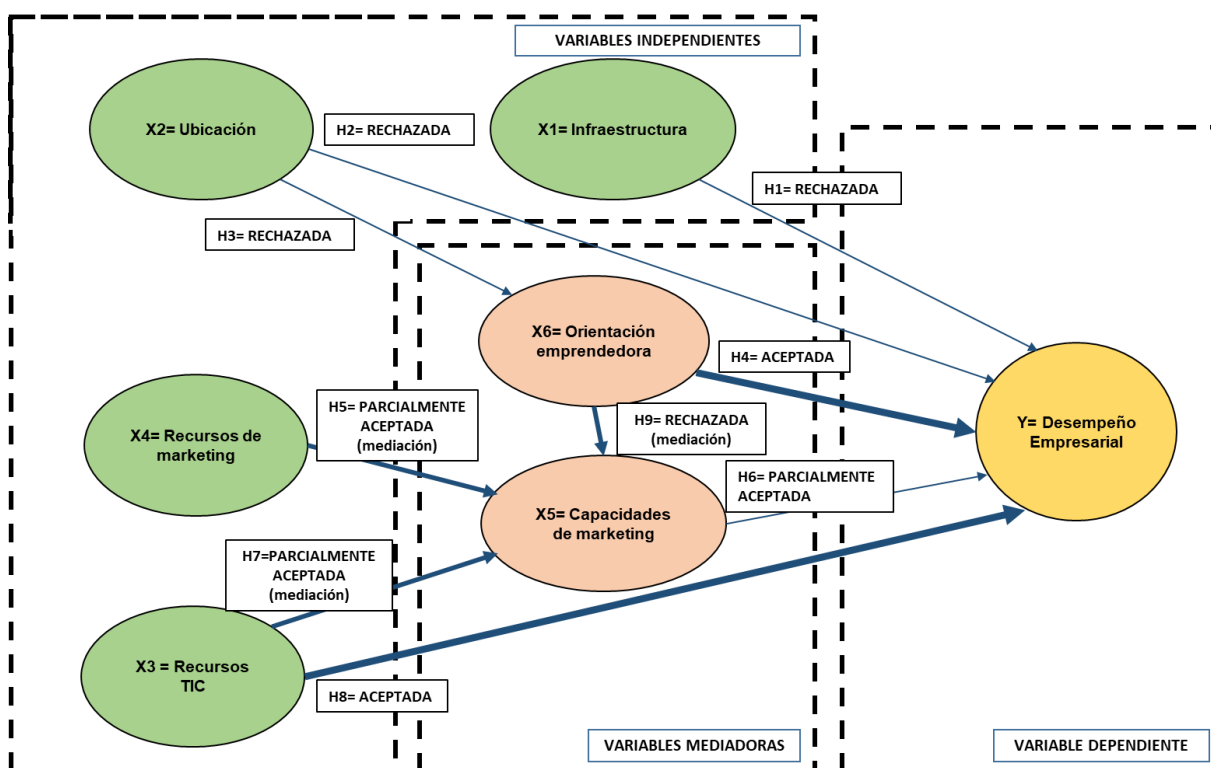 VARIABLES INDEPENDIENTES
X2= Ubicación
H2= RECHAZADA
X1= Infraestructura
H1= RECHAZADA
H3= RECHAZADA
X6= Orientación
emprendedora
H4= ACEPTADA
H5= PARCIALMENTE
ACEPTADA
(mediación)
H9= RECHAZADA
(mediación)
X4= Recursos de
marketing
Y= Desempeño
Empresarial
H6= PARCIALMENTE
ACEPTADA
X5= Capacidades
de marketing
H7=PARCIALMENTE
ACEPTADA
(mediación)
X3 = Recursos
TIC
H8= ACEPTADA
VARIABLES MEDIADORAS
VARIABLE DEPENDIENTE